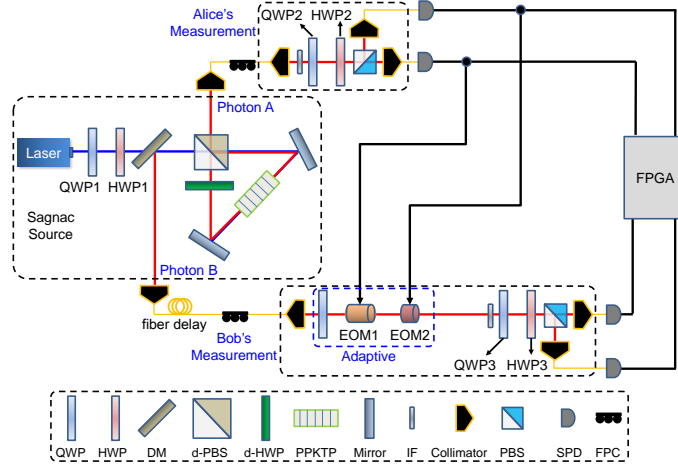 Alice's
Measurement
QWP2
HWP2
Photon A
Laser
QWP1
HWP1
Sagnac
Source
FPGA
Photon B
fiber delay
Bob's
Measurement
EOM1
EOM2
Adaptive
QWP3
HWP3
QWP
HWP
DM
d-PBS
d-HWP
PPKTP
Mirror
IF
Collimator
PBS
SPD
FPC